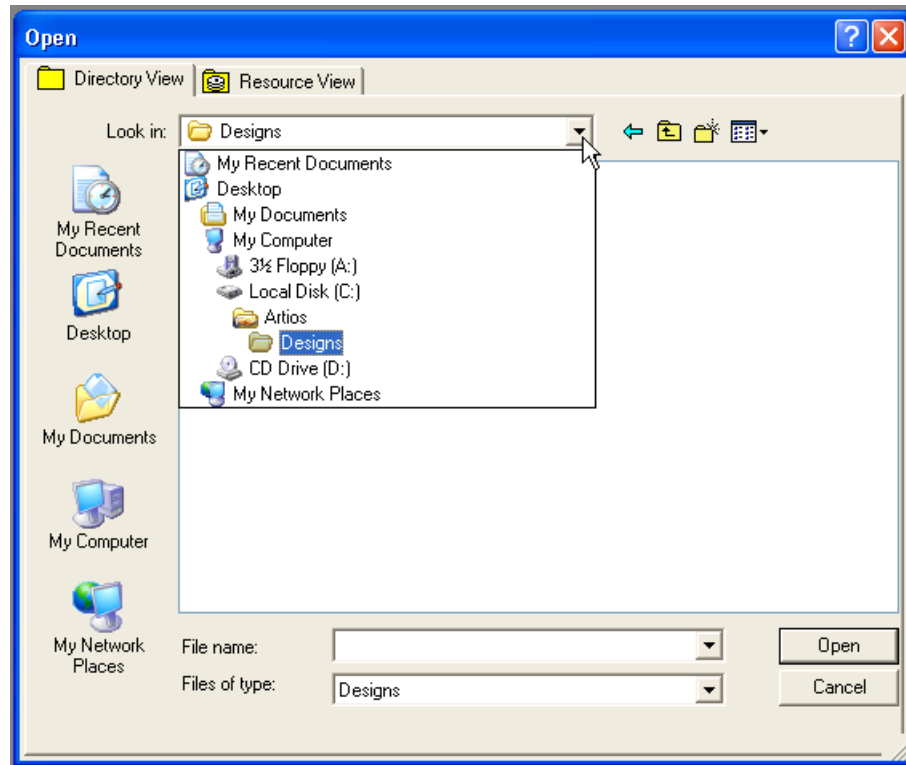 Open
Directory View
Resource View
Look in:
Designs
My Recent Documents
Desktop
My Documents
My Computer
3½ Floppy (A:)
Local Disk (C:)
Artios
Designs
CD Drive (D:)
My Network Places
My Recent
Documents
Desktop
My Documents
My Computer
My Network
Places
File name:
Open
Files of type:
Designs
Cancel